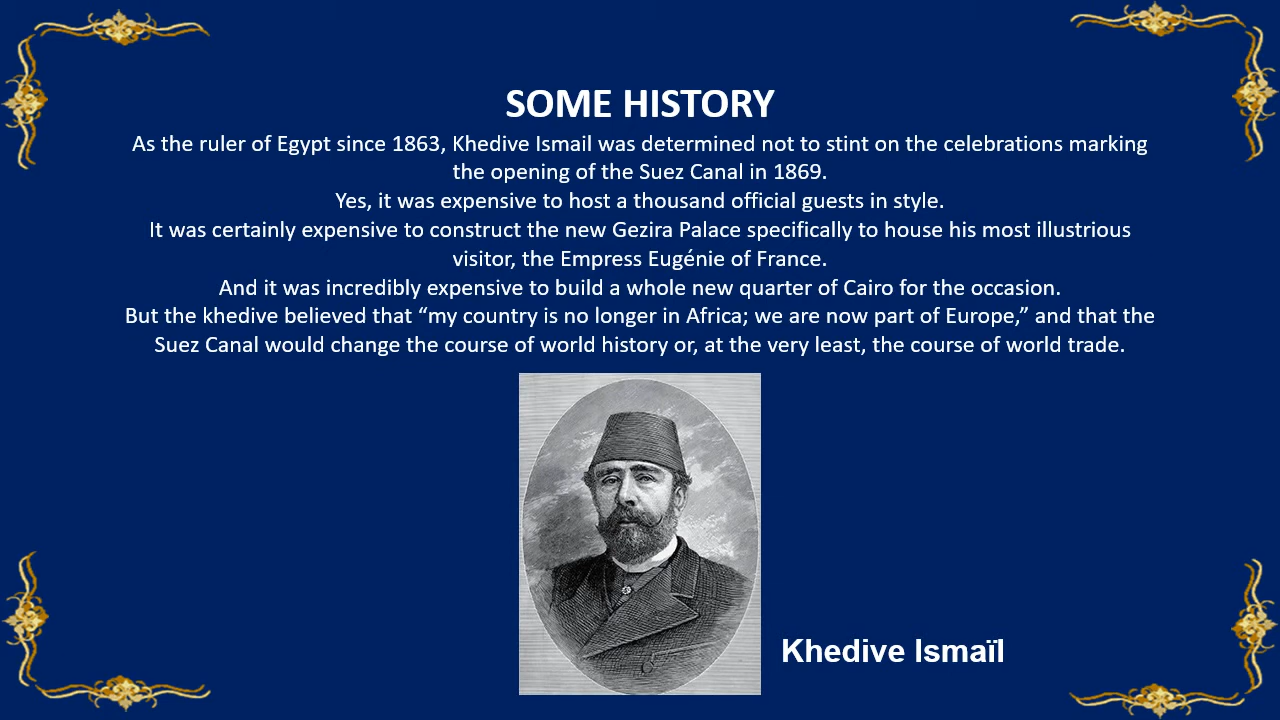 SOME HISTORY
As the ruler of Egypt since 1863, Khedive Ismail was determined not to stint on the celebrations marking
the opening of the Suez Canal in 1869.
Yes, it was expensive to host a thousand official guests in style.
It was certainly expensive to construct the new Gezira Palace specifically to house his most illustrious
visitor, the Empress Eugénie of France.
And it was incredibly expensive to build a whole new quarter of Cairo for the occasion.
But the khedive believed that “my country is no longer in Africa; we are now part of Europe,” and that the
Suez Canal would change the course of world history or, at the very least, the course of world trade.
Khedive Ismaïl